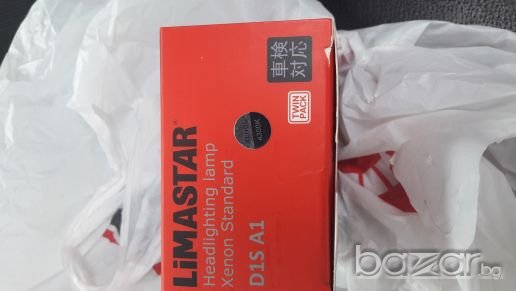 LiMASTAR®
Headlighting lamp
Xenon Standard
D1S A1
4300K
車検
対応
TWIN
PACK
bazar.bg